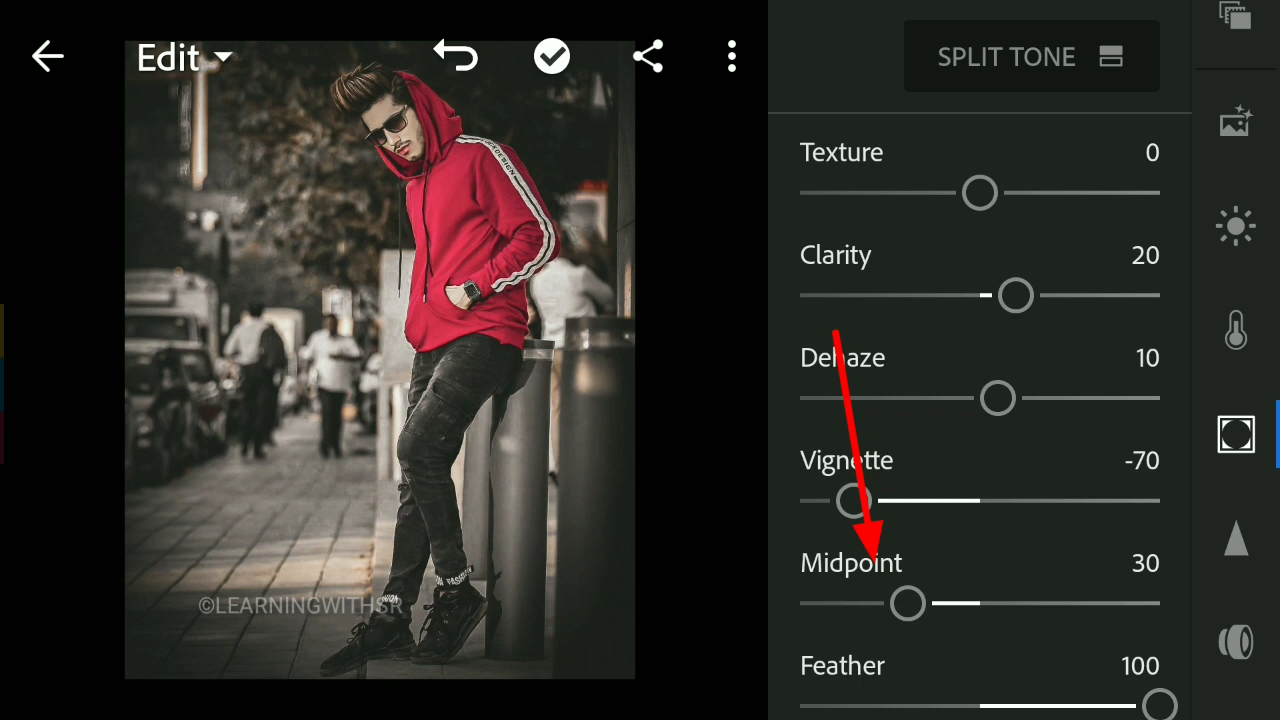 Edit
SPLIT TONE
Texture 0
Clarity 20
Dehaze 10
Vignette -70
Midpoint 30
Feather 100
©LEARNINGWITHSR